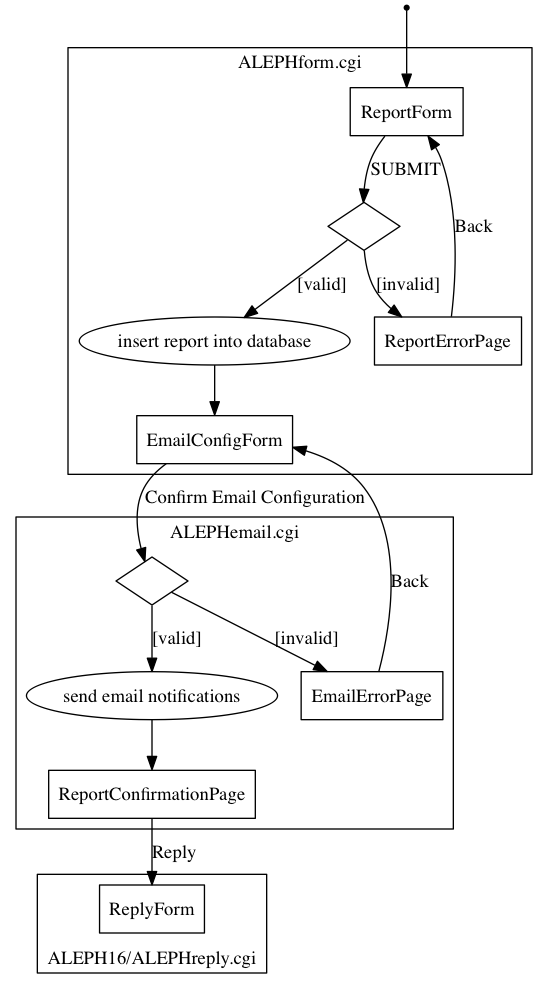 ALEPHform.cgi
ReportForm
SUBMIT
Back
[valid]
[invalid]
insert report into database
ReportErrorPage
EmailConfigForm
Confirm Email Configuration
ALEPHemail.cgi
Back
[valid]
[invalid]
send email notifications
EmailErrorPage
ReportConfirmationPage
Reply
ReplyForm
ALEPH16/ALEPHreply.cgi